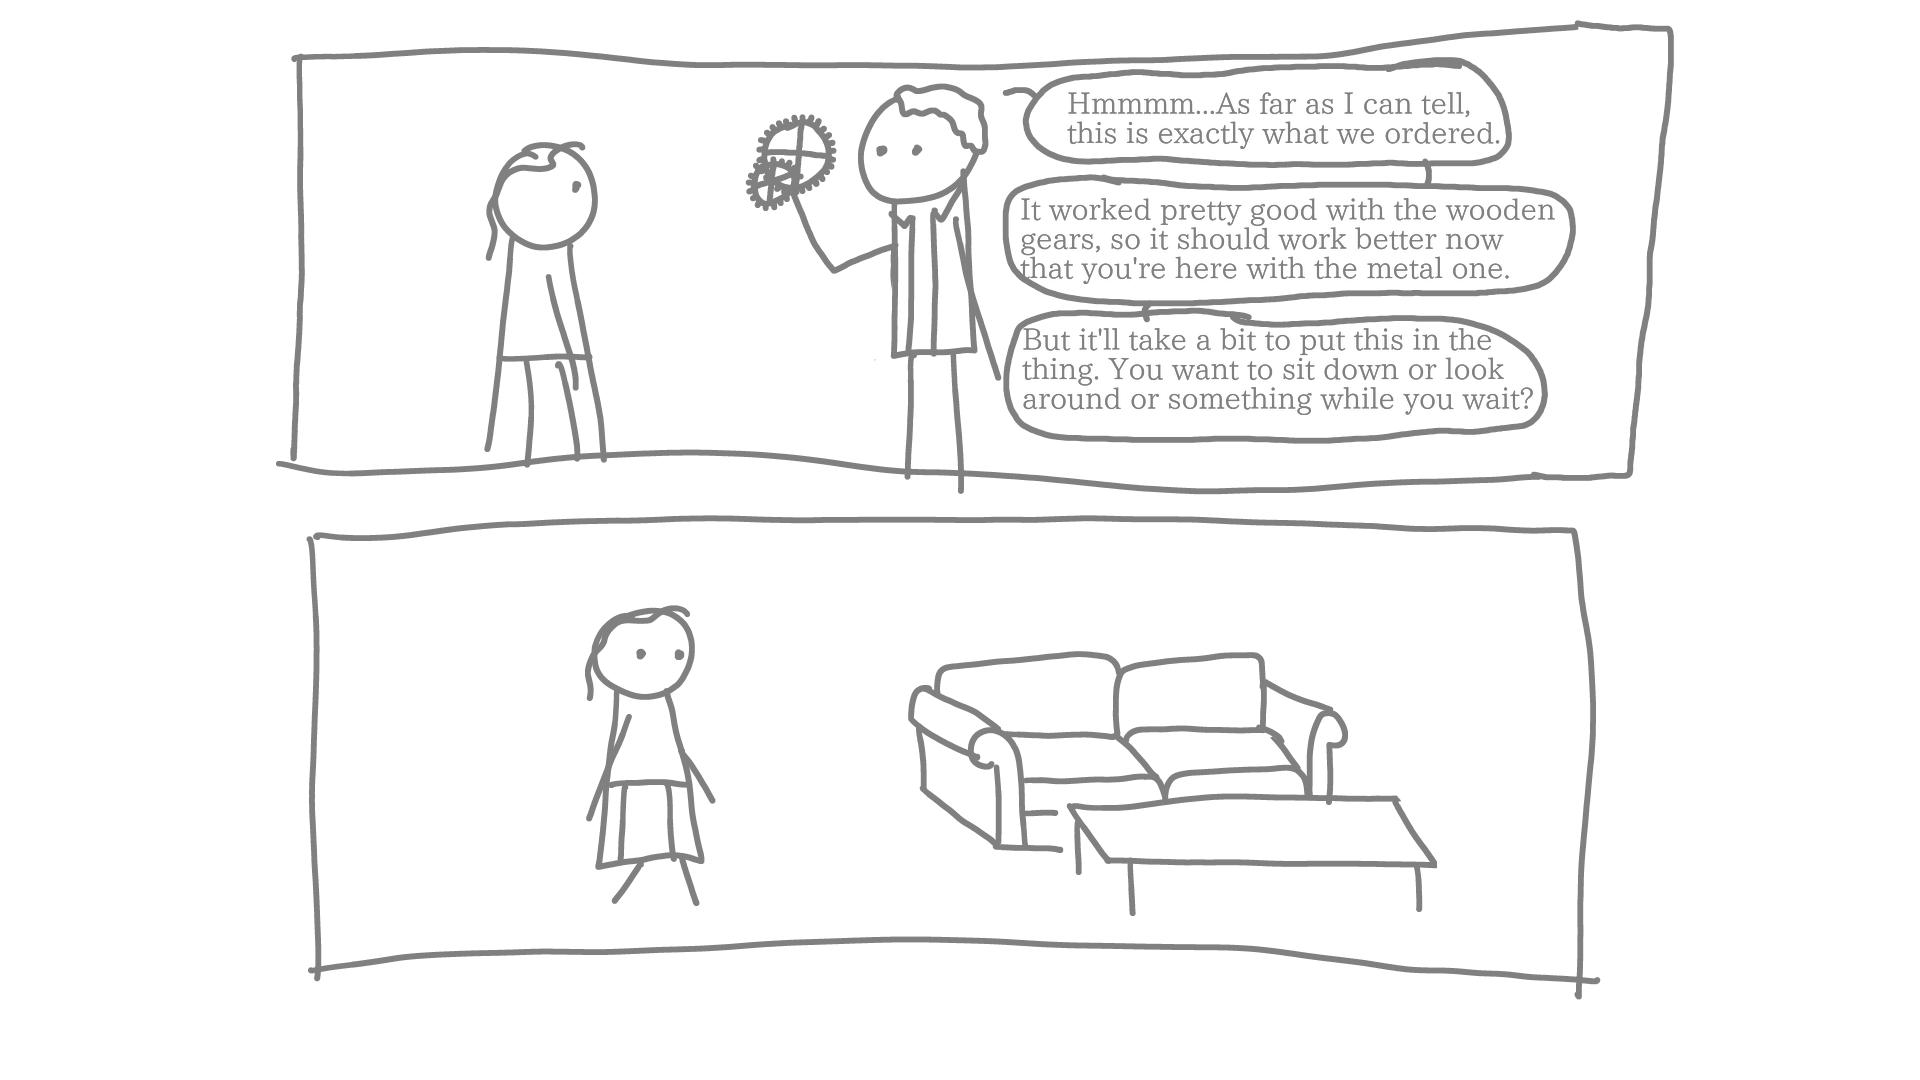 Hmmmm...As far as I can tell,
this is exactly what we ordered.
It worked pretty good with the wooden
gears, so it should work better now
that you're here with the metal one.
But it'll take a bit to put this in the
thing. You want to sit down or look
around or something while you wait?